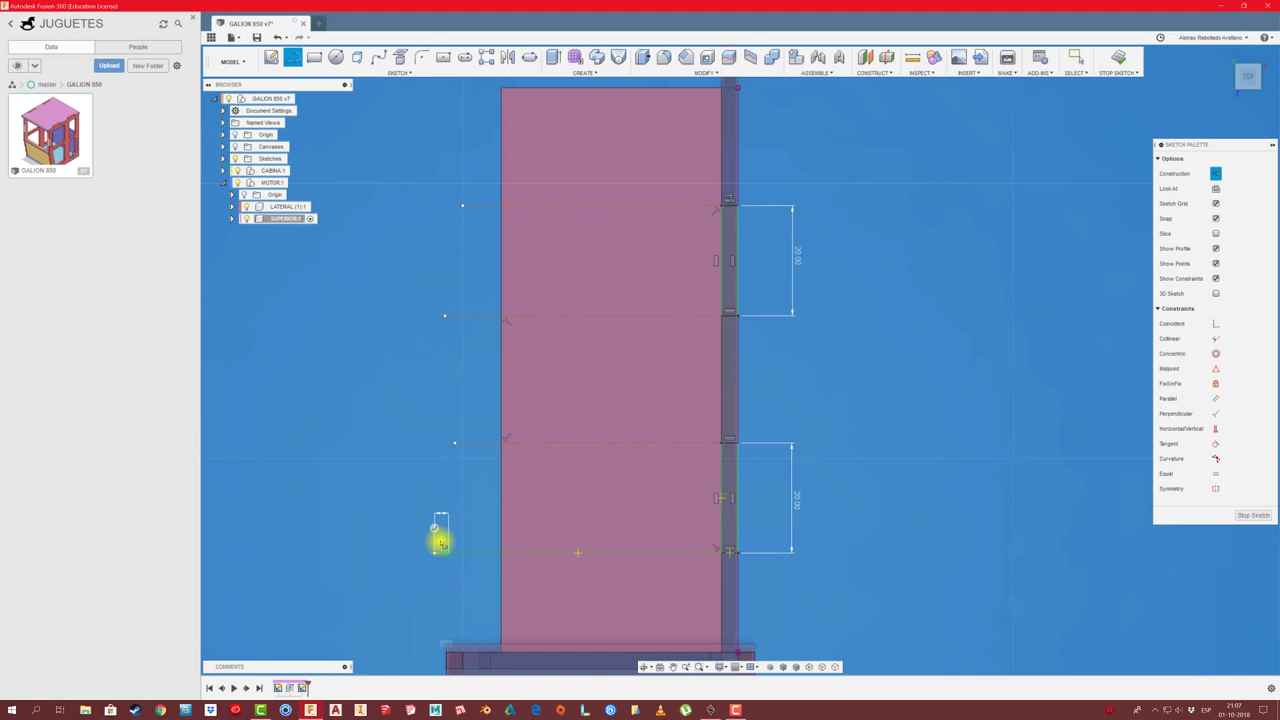 Autodesk Fusion 360 (Education License)
JUGUETES
GALION 850 v7*
Data
People
Alonso Rebolledo Arellano
MODEL
Upload
New Folder
SKETCH
CREATE
MODIFY
ASSEMBLE
CONSTRUCT
INSPECT
INSERT
MAKE
ADD-INS
SELECT
STOP SKETCH
master
GALION 850
BROWSER
GALION 850 v7
Document Settings
Named Views
Origin
Canvases
Sketches
CABINA:1
MOTOR:1
Origin
LATERAL (1):1
SUPERIOR:1
GALION 850
TOP
20.00
20.00
SKETCH PALETTE
Options
Construction
Look At
Sketch Grid
Snap
Slice
Show Profile
Show Points
Show Constraints
3D Sketch
Constraints
Coincident
Collinear
Concentric
Midpoint
Fix/UnFix
Parallel
Perpendicular
Horizontal/Vertical
Tangent
Curvature
Equal
Symmetry
Stop Sketch
COMMENTS
ESP
21:07
01-10-2018